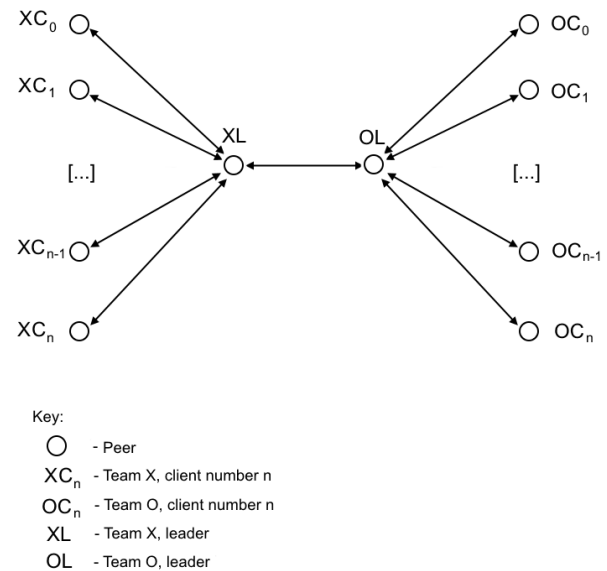 XC₀ OC₀
XC₁ OC₁
XL OL
[...] [...]
XCₙ₋₁ OCₙ₋₁
XCₙ OCₙ
Key:
- Peer
XCₙ - Team X, client number n
OCₙ - Team O, client number n
XL - Team X, leader
OL - Team O, leader